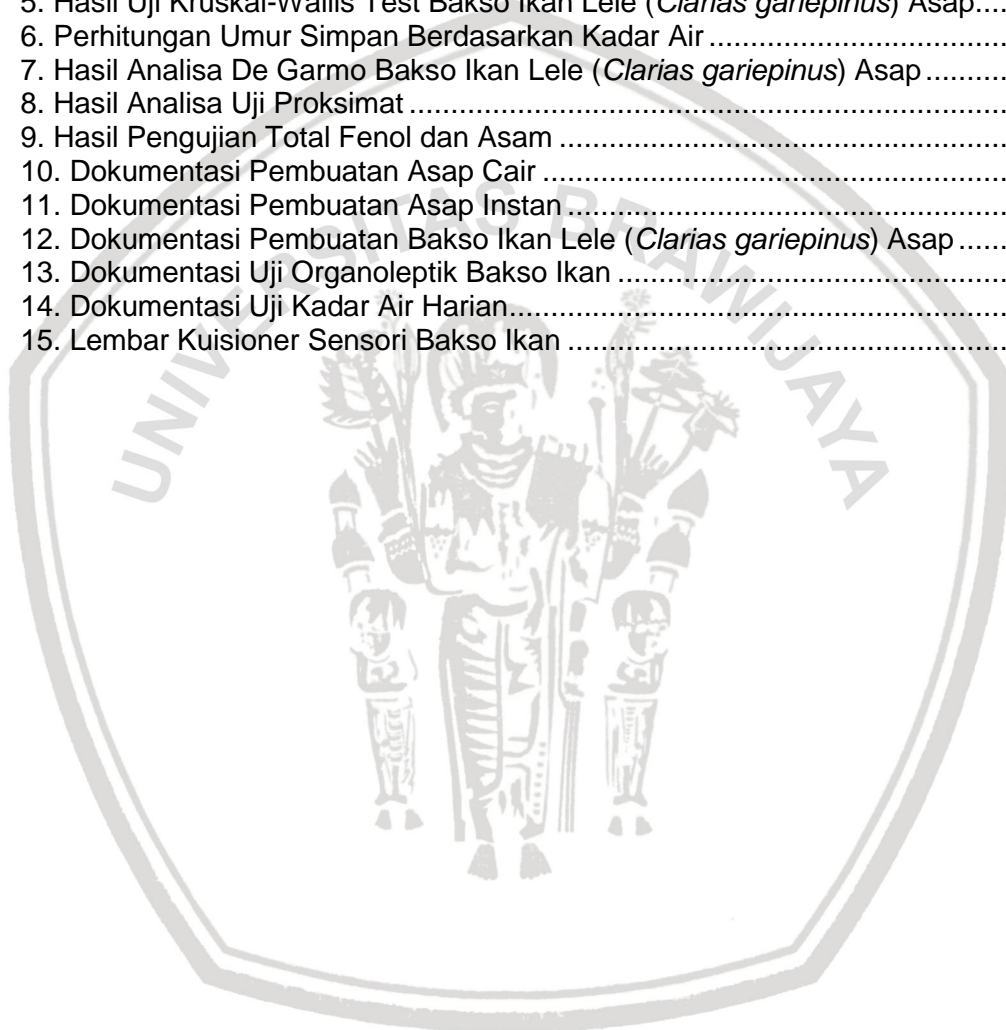 5. Hasil Uji Kruskal-Wallis Test Bakso Ikan Lele (Clarias gariepinus) Asap....
6. Perhitungan Umur Simpan Berdasarkan Kadar Air ......................................
7. Hasil Analisa De Garmo Bakso Ikan Lele (Clarias gariepinus) Asap ..........
8. Hasil Analisa Uji Proksimat ...........................................................................
9. Hasil Pengujian Total Fenol dan Asam .........................................................
10. Dokumentasi Pembuatan Asap Cair ...........................................................
11. Dokumentasi Pembuatan Asap Instan ........................................................
12. Dokumentasi Pembuatan Bakso Ikan Lele (Clarias gariepinus) Asap ......
13. Dokumentasi Uji Organoleptik Bakso Ikan ..............................................
14. Dokumentasi Uji Kadar Air Harian...............................................................
15. Lembar Kuisioner Sensori Bakso Ikan ........................................................
UNIVERSITAS BRAWIJAYA